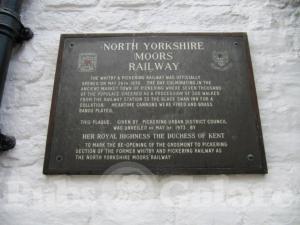 NORTH YORKSHIRE
MOORS
RAILWAY
THE WHITBY & PICKERING RAILWAY WAS OFFICIALLY
OPENED ON MAY 26TH 1836 THE DAY CULMINATING IN THE
ANCIENT MARKET TOWN OF PICKERING WHERE SEVEN THOUSAND
OF THE POPULACE CHEERED AS A PROCESSION OF 300 WALKED
FROM THE RAILWAY STATION TO THE BLACK SWAN INN FOR A
COLLATION. MEANTIME CANNONS WERE FIRED AND BRASS
BANDS PLAYED.
THIS PLAQUE, GIVEN BY PICKERING URBAN DISTRICT COUNCIL
WAS UNVEILED ON MAY 1ST 1973 BY
HER ROYAL HIGHNESS THE DUCHESS OF KENT
TO MARK THE RE-OPENING OF THE GROSMONT TO PICKERING
SECTION OF THE FORMER WHITBY AND PICKERING RAILWAY AS
THE NORTH YORKSHIRE MOORS RAILWAY